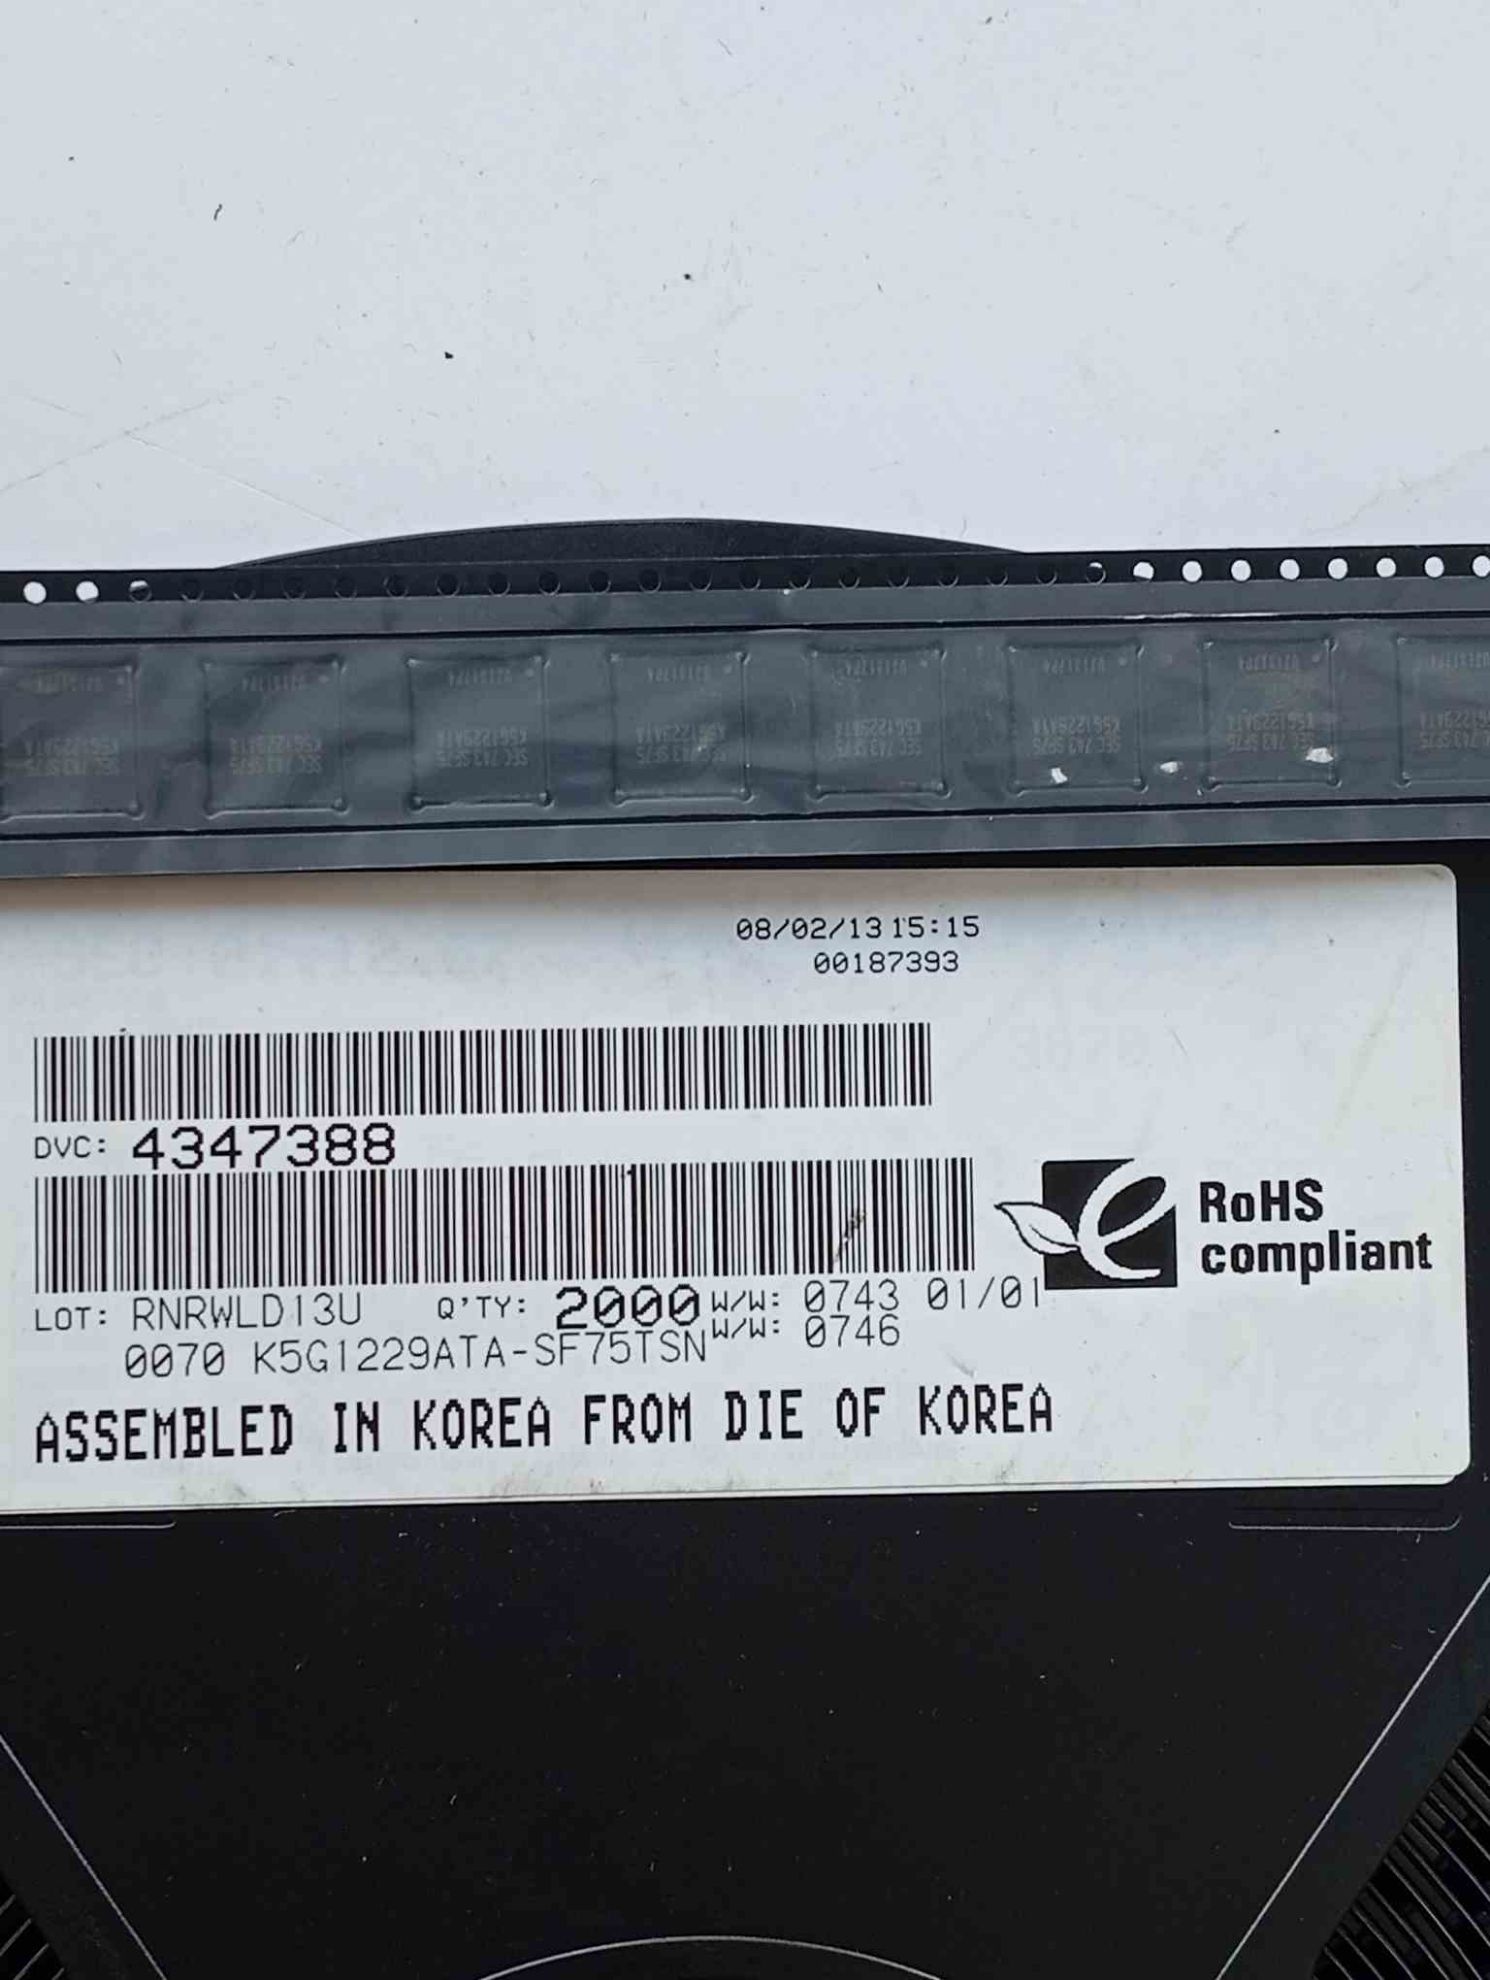 08/02/13 15:15
00187393
DVC: 4347388
RoHS
compliant
LOT: RNRWLD13U Q'TY: 2000 W/W: 0743 01/01
W/W: 0746
0070 K5G1229ATA-SF75TSN
ASSEMBLED IN KOREA FROM DIE OF KOREA